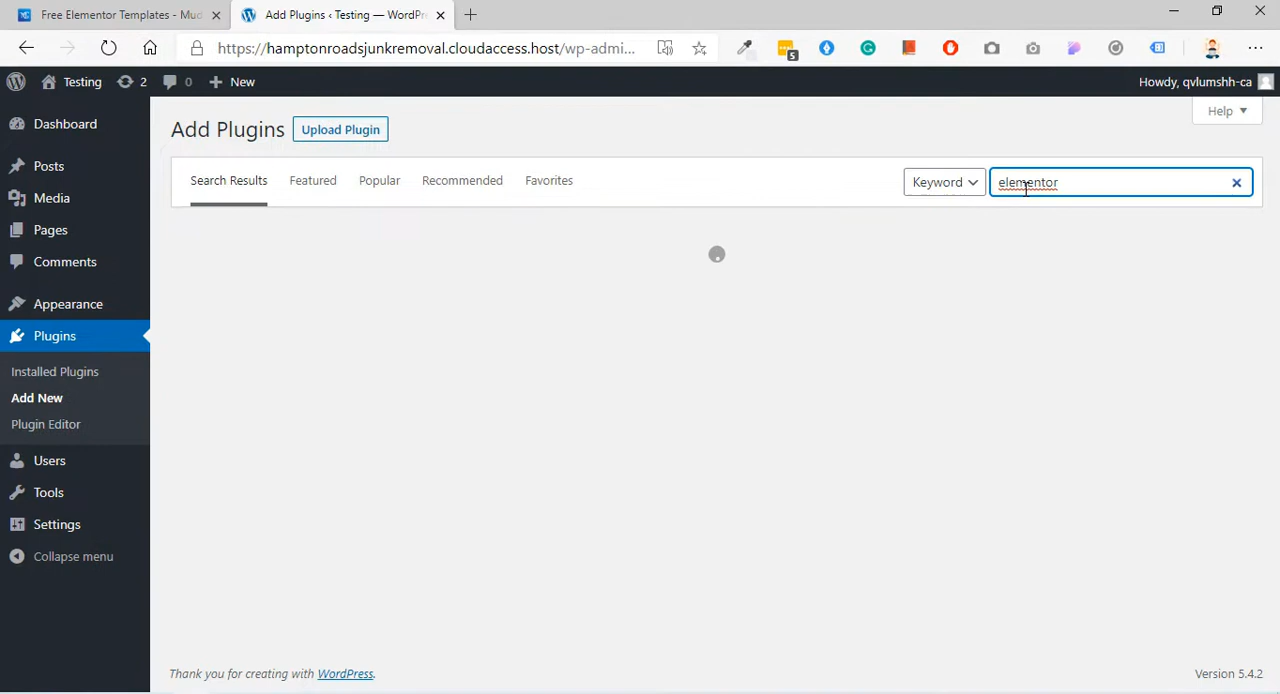 Free Elementor Templates - Mud
Add Plugins ‹ Testing — WordPr
https://hamptonroadsjunkremoval.cloudaccess.host/wp-admi...
5
Testing
2
0
New
Howdy, qvlumshh-ca
Help
Dashboard
Posts
Media
Pages
Comments
Appearance
Plugins
Installed Plugins
Add New
Plugin Editor
Users
Tools
Settings
Collapse menu
Add Plugins
Upload Plugin
Search Results
Featured
Popular
Recommended
Favorites
Keyword
elementor
Thank you for creating with WordPress.
Version 5.4.2